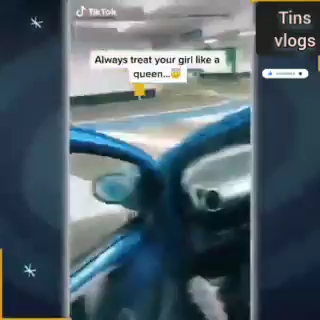 TikTok
Tins
vlogs
Always treat your girl like a
queen...😇